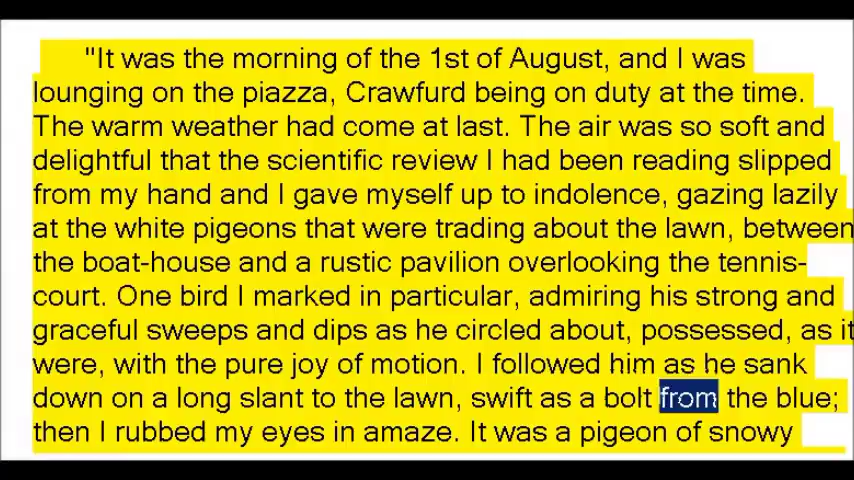 "It was the morning of the 1st of August, and I was
lounging on the piazza, Crawfurd being on duty at the time.
The warm weather had come at last. The air was so soft and
delightful that the scientific review I had been reading slipped
from my hand and I gave myself up to indolence, gazing lazily
at the white pigeons that were trading about the lawn, between
the boat-house and a rustic pavilion overlooking the tennis-
court. One bird I marked in particular, admiring his strong and
graceful sweeps and dips as he circled about, possessed, as it
were, with the pure joy of motion. I followed him as he sank
down on a long slant to the lawn, swift as a bolt from the blue;
then I rubbed my eyes in amaze. It was a pigeon of snowy